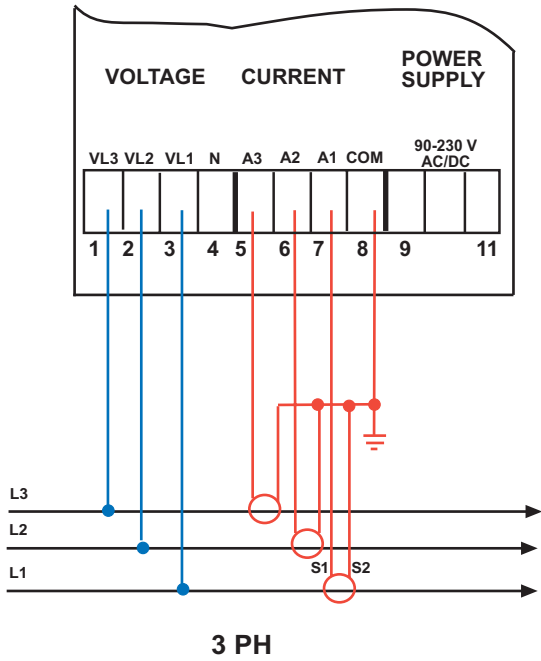 VOLTAGE CURRENT POWER SUPPLY
90-230 V AC/DC
VL3 VL2 VL1 N A3 A2 A1 COM
1 2 3 4 5 6 7 8 9 11
L3
L2
S1 S2
L1
3 PH